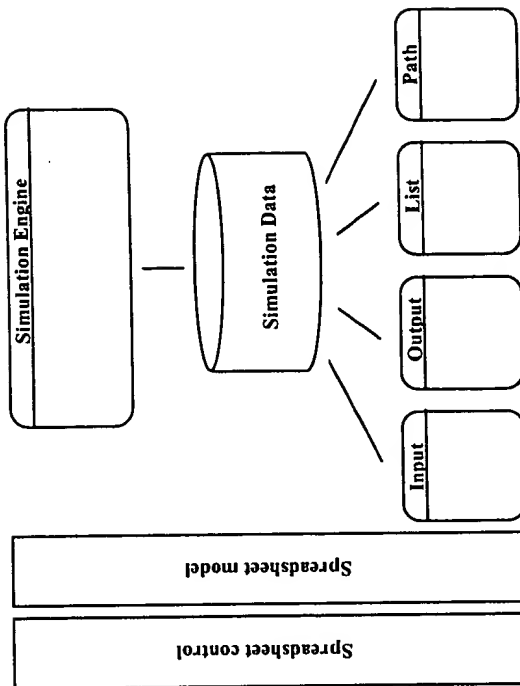 Simulation Engine
Simulation Data
Input
Output
List
Path
Spreadsheet model
Spreadsheet control